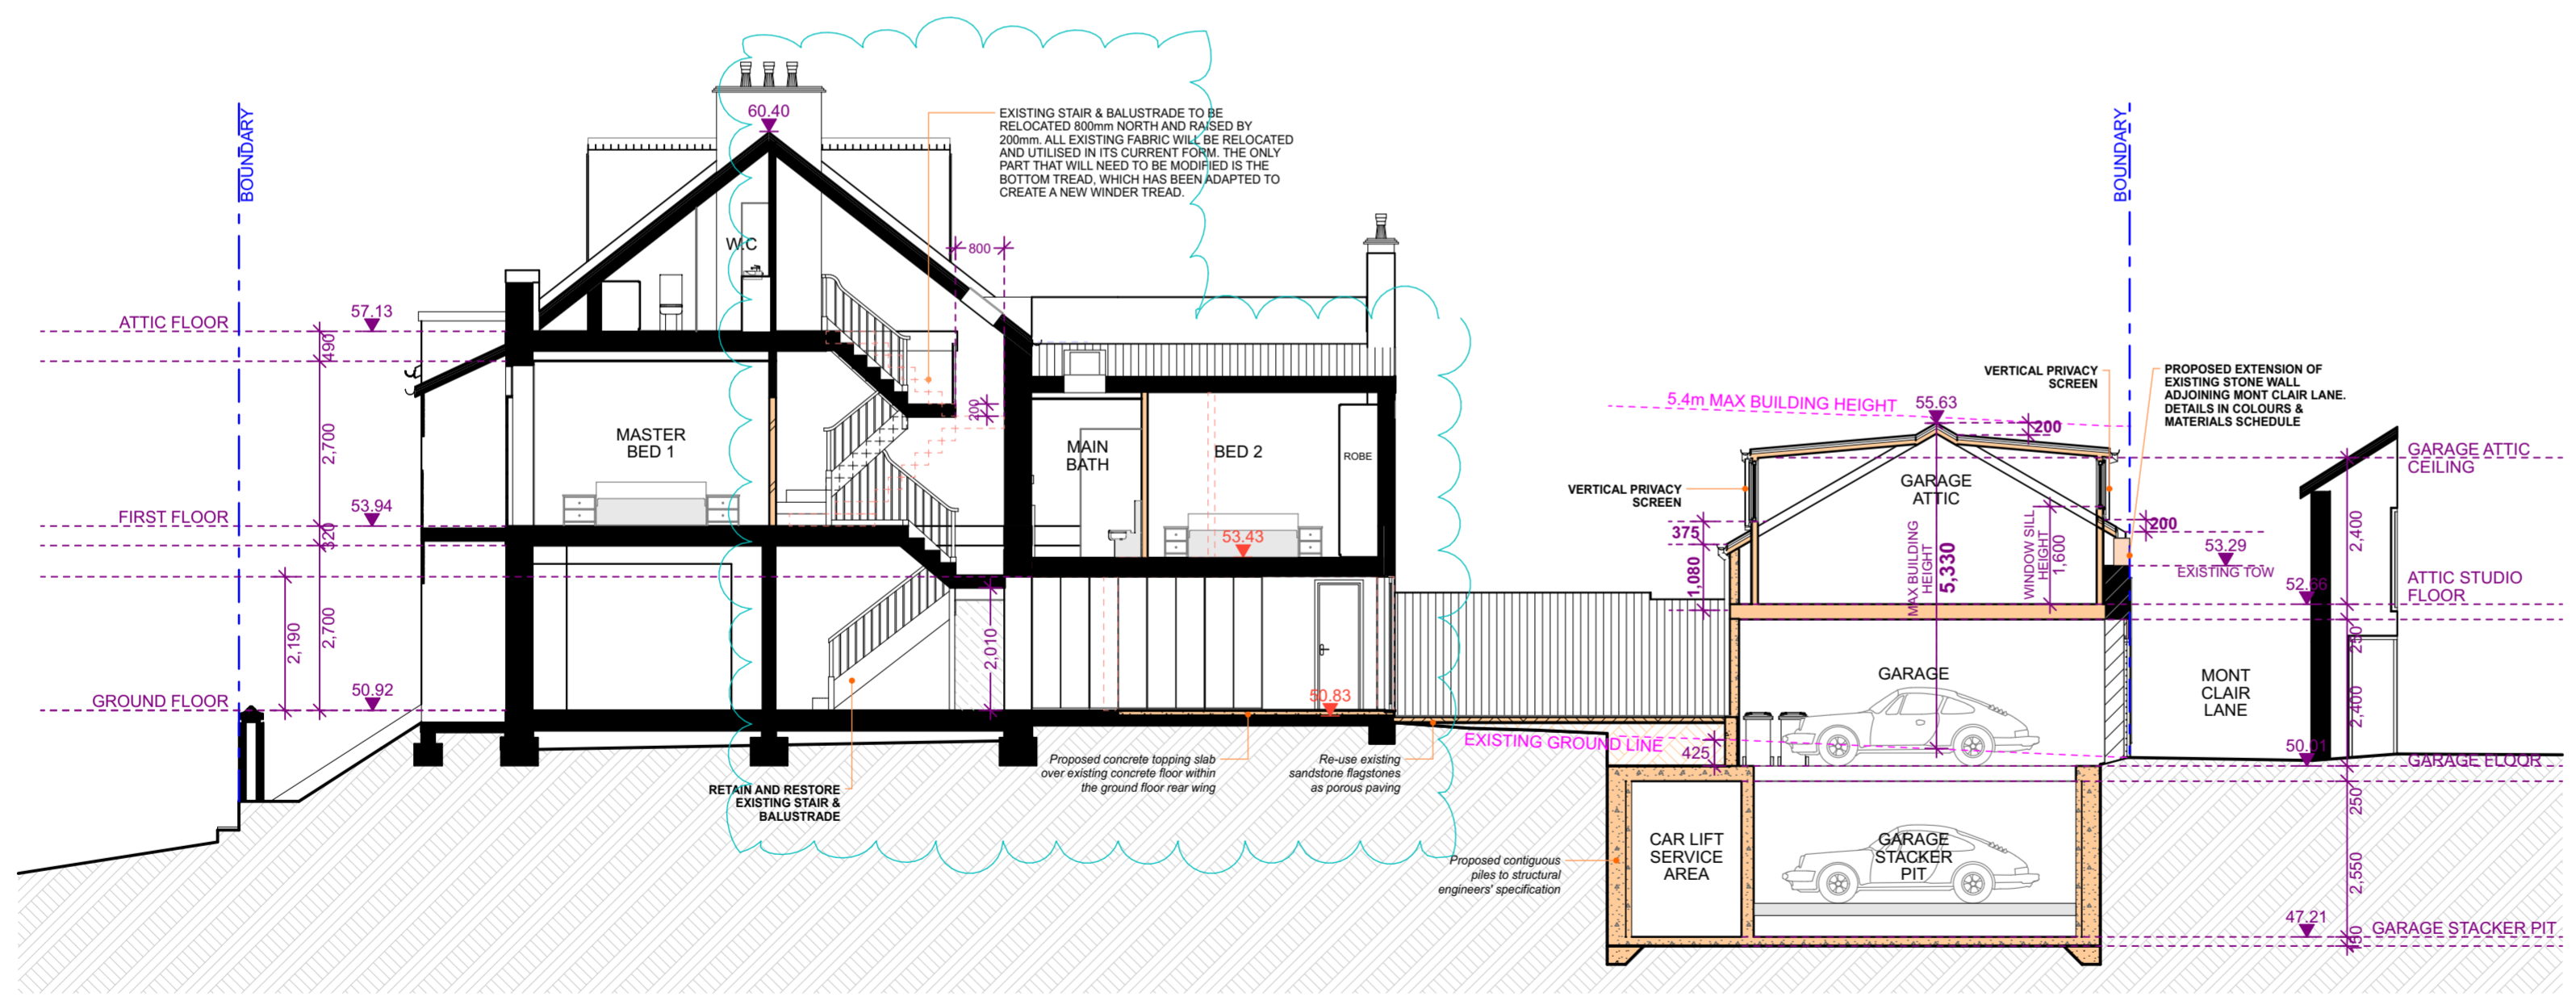 BOUNDARY
60.40
EXISTING STAIR & BALUSTRADE TO BE
RELOCATED 800mm NORTH AND RAISED BY
200mm. ALL EXISTING FABRIC WILL BE RELOCATED
AND UTILISED IN ITS CURRENT FORM. THE ONLY
PART THAT WILL NEED TO BE MODIFIED IS THE
BOTTOM TREAD, WHICH HAS BEEN ADAPTED TO
CREATE A NEW WINDER TREAD.
BOUNDARY
W.C
800
ATTIC FLOOR
57.13
490
2,700
MASTER
BED 1
200
MAIN
BATH
BED 2
ROBE
FIRST FLOOR
53.94
320
53.43
2,190
2,700
2,010
GROUND FLOOR
50.92
50.83
RETAIN AND RESTORE
EXISTING STAIR &
BALUSTRADE
Proposed concrete topping slab
over existing concrete floor within
the ground floor rear wing
Re-use existing
sandstone flagstones
as porous paving
EXISTING GROUND LINE
425
5.4m MAX BUILDING HEIGHT
55.63
200
VERTICAL PRIVACY
SCREEN
PROPOSED EXTENSION OF
EXISTING STONE WALL
ADJOINING MONT CLAIR LANE.
DETAILS IN COLOURS &
MATERIALS SCHEDULE
VERTICAL PRIVACY
SCREEN
GARAGE
ATTIC
GARAGE ATTIC
CEILING
375
1,080
MAX BUILDING
HEIGHT
5,330
WINDOW SILL
HEIGHT
1,600
200
53.29
EXISTING TOW
2,400
52.66
ATTIC STUDIO
FLOOR
250
GARAGE
MONT
CLAIR
LANE
2,400
50.01
GARAGE FLOOR
250
CAR LIFT
SERVICE
AREA
GARAGE
STACKER
PIT
2,550
Proposed contiguous
piles to structural
engineers' specification
47.21
GARAGE STACKER PIT
150